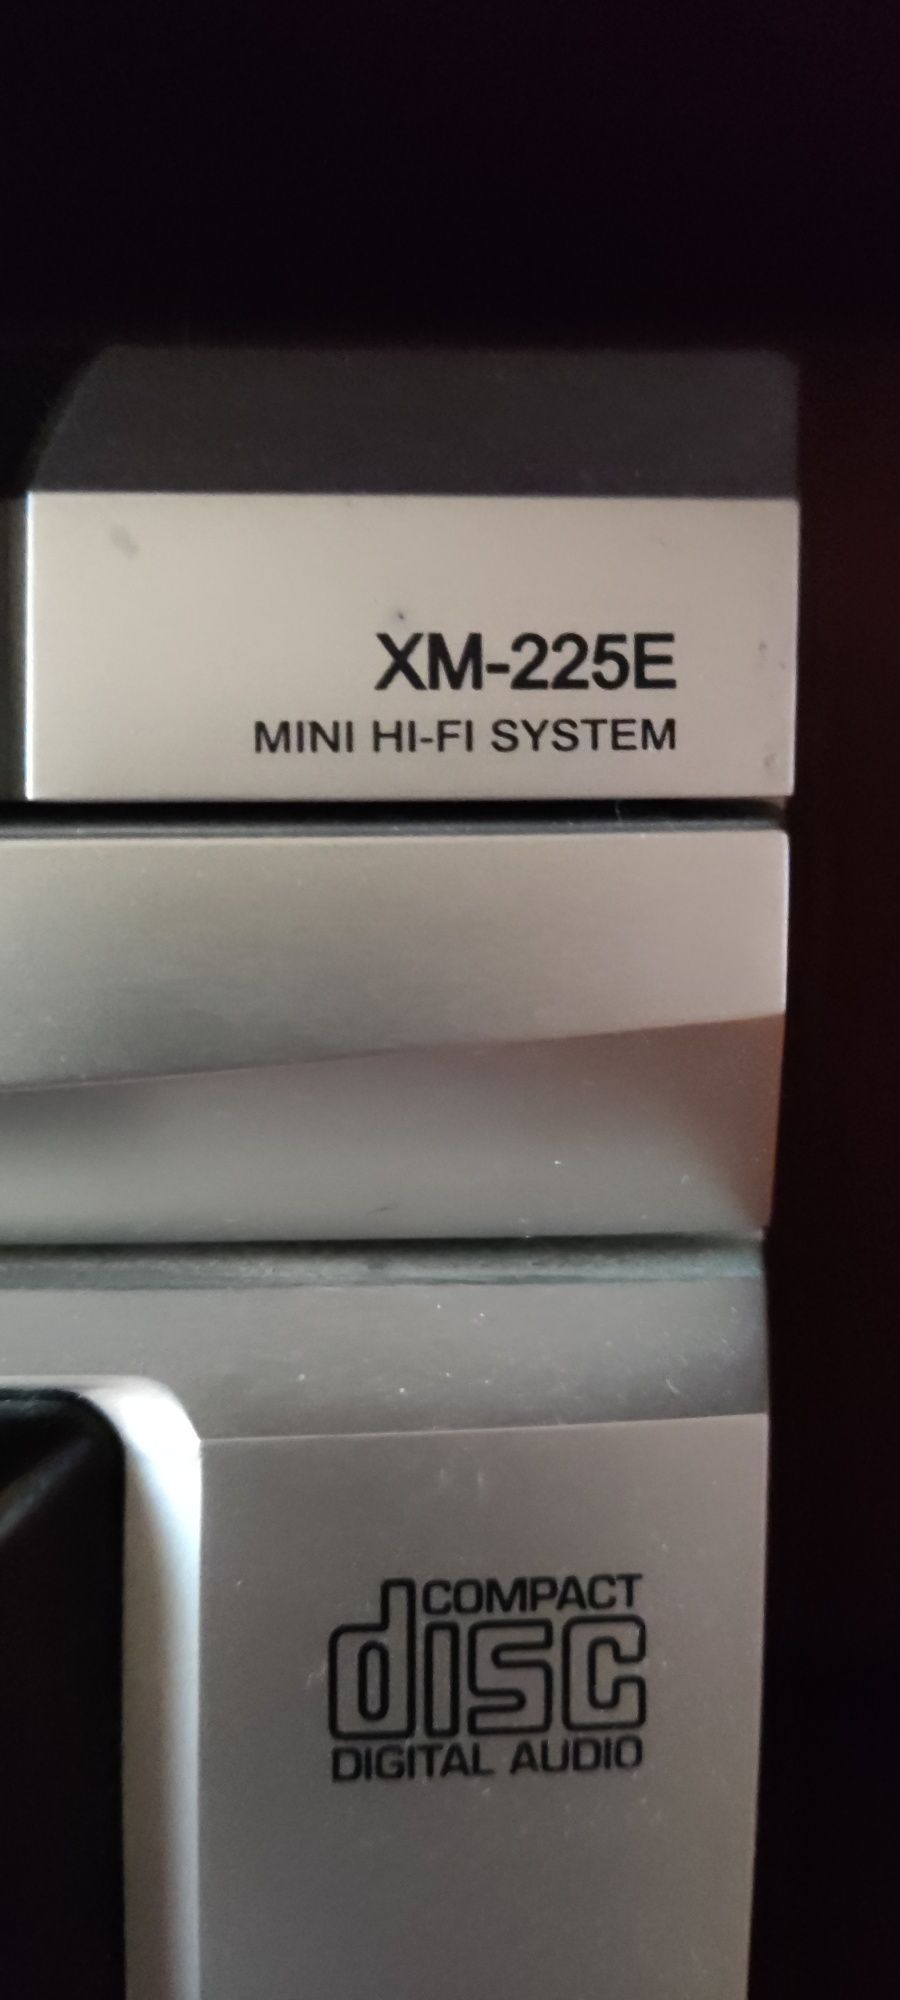 XM-225E
MINI HI-FI SYSTEM
COMPACT
disc
DIGITAL AUDIO